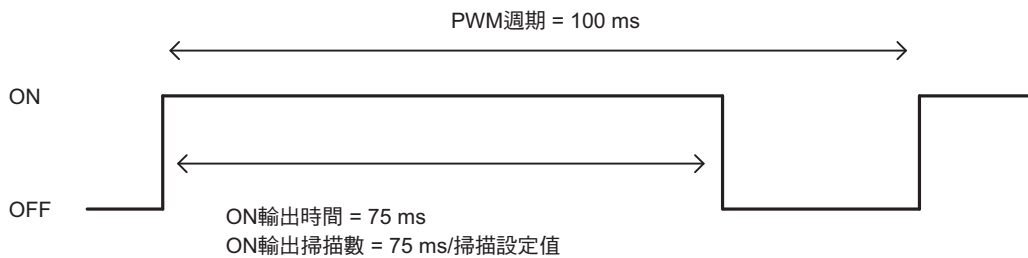 PWM週期 = 100 ms
ON
OFF
ON輸出時間 = 75 ms
ON輸出掃描數 = 75 ms/掃描設定值